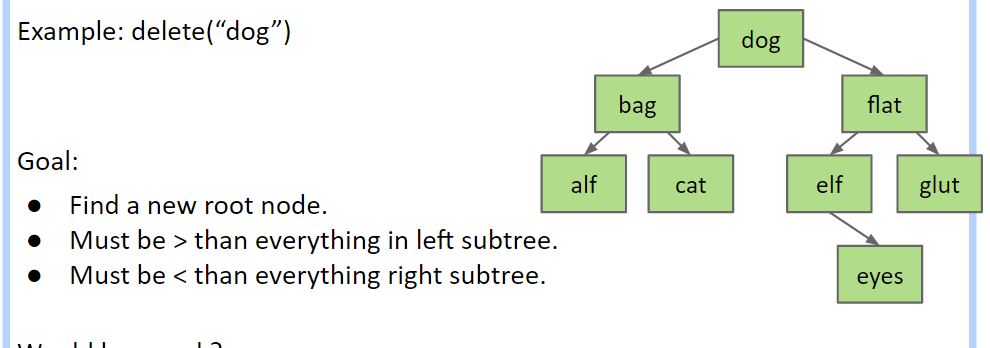 Example: delete(“dog”)
dog
bag
flat
alf
cat
elf
glut
eyes
Goal:
● Find a new root node.
● Must be > than everything in left subtree.
● Must be < than everything right subtree.